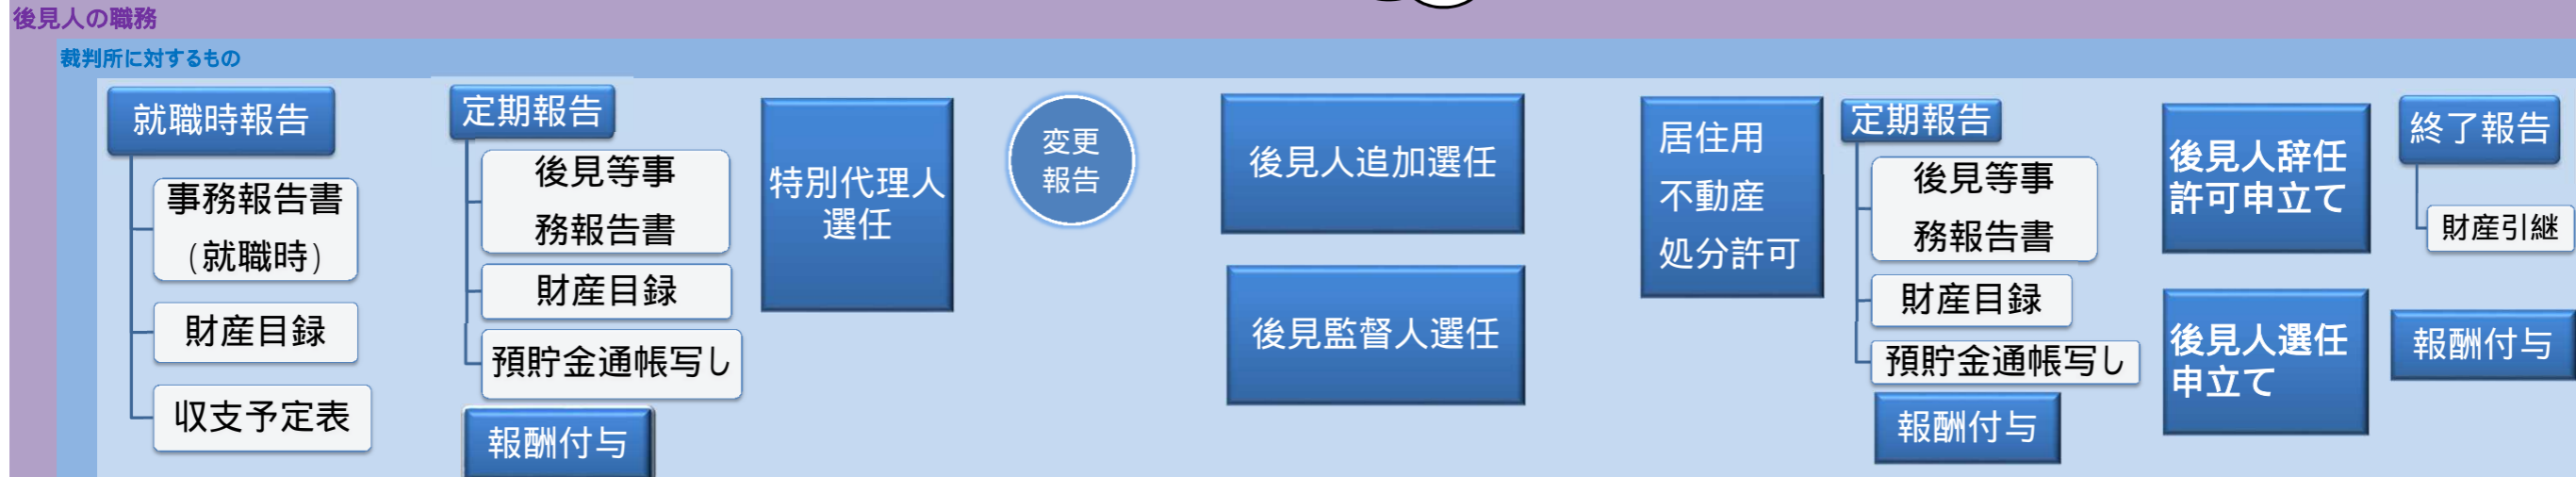 後見人の職務
裁判所に対するもの
就職時報告
事務報告書
(就職時)
財産目録
収支予定表
定期報告
後見等事
務報告書
財産目録
預貯金通帳写し
報酬付与
特別代理人
選任
変更
報告
後見人追加選任
後見監督人選任
居住用
不動産
処分許可
定期報告
後見等事
務報告書
財産目録
預貯金通帳写し
報酬付与
後見人辞任
許可申立て
後見人選任
申立て
終了報告
財産引継
報酬付与